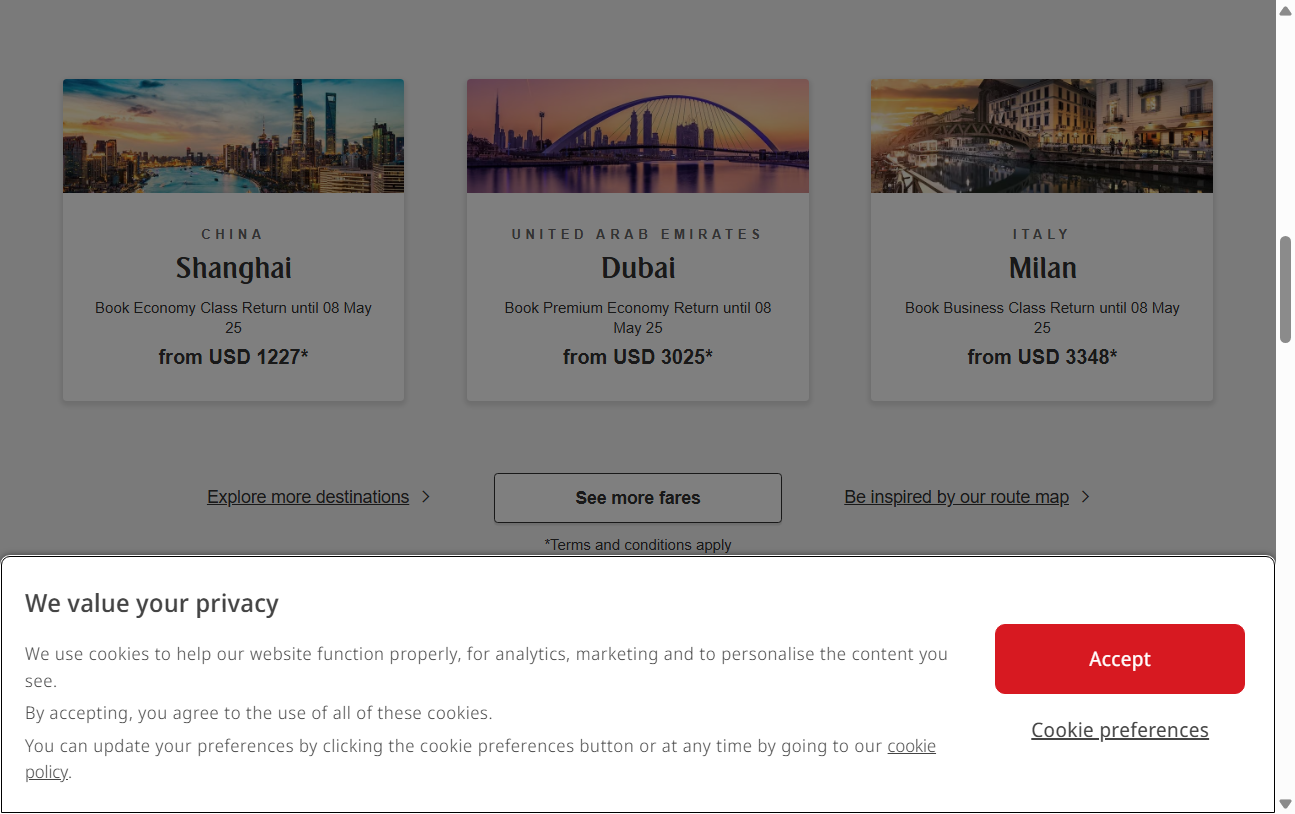 CHINA
Shanghai
Book Economy Class Return until 08 May
25
from USD 1227*
UNITED ARAB EMIRATES
Dubai
Book Premium Economy Return until 08
May 25
from USD 3025*
ITALY
Milan
Book Business Class Return until 08 May
25
from USD 3348*
Explore more destinations
See more fares
Be inspired by our route map
*Terms and conditions apply
We value your privacy
We use cookies to help our website function properly, for analytics, marketing and to personalise the content you
see.
By accepting, you agree to the use of all of these cookies.
You can update your preferences by clicking the cookie preferences button or at any time by going to our cookie
policy.
Accept
Cookie preferences